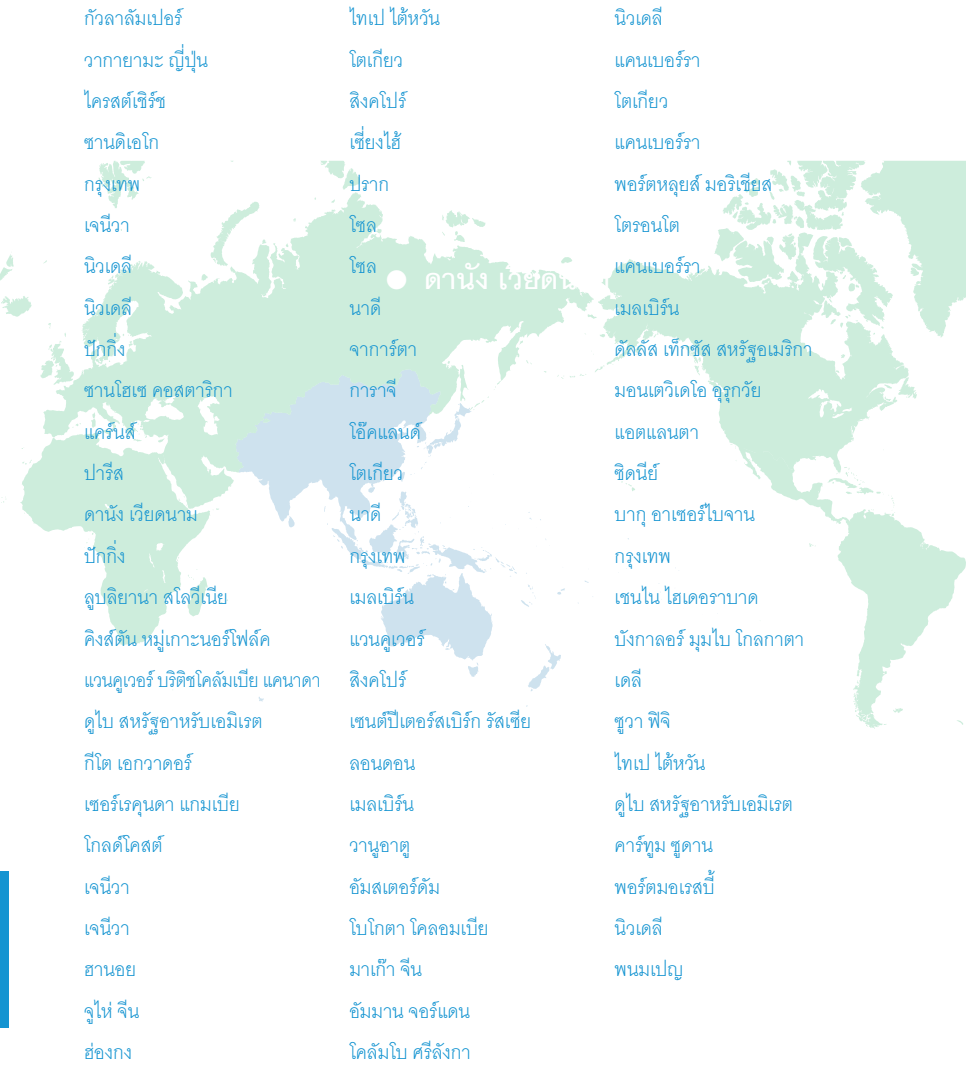 กัวลาลัมเปอร์
วากายามะ ญี่ปุ่น
ไครสต์เชิร์ช
ซานดิเอโก
กรุงเทพ
เจนีวา
นิวเดลี
นิวเดลี
ปักกิ่ง
ซานโฮเซ คอสตาริกา
แคร์นส์
ปารีส
ดานัง เวียดนาม
ปักกิ่ง
ลูบลิยานา สโลวีเนีย
คิงส์ตัน หมู่เกาะนอร์โฟล์ค
แวนคูเวอร์ บริติชโคลัมเบีย แคนาดา
ดูไบ สหรัฐอาหรับเอมิเรต
กีโต เอกวาดอร์
เซอร์เรคุนดา แกมเบีย
โกลด์โคสต์
เจนีวา
เจนีวา
ฮานอย
จูไห่ จีน
ฮ่องกง
ไทเป ไต้หวัน
โตเกียว
สิงคโปร์
เซี่ยงไฮ้
ปราก
โซล
โซล
นาดี
จาการ์ตา
การาจี
โอ๊คแลนด์
โตเกียว
นาดี
กรุงเทพ
เมลเบิร์น
แวนคูเวอร์
สิงคโปร์
เซนต์ปีเตอร์สเบิร์ก รัสเซีย
ลอนดอน
เมลเบิร์น
วานูอาตู
อัมสเตอร์ดัม
โบโกตา โคลอมเบีย
มาเก๊า จีน
อัมมาน จอร์แดน
โคลัมโบ ศรีลังกา
นิวเดลี
แคนเบอร์รา
โตเกียว
แคนเบอร์รา
พอร์ตหลุยส์ มอริเชียส
โตรอนโต
แคนเบอร์รา
เมลเบิร์น
ดัลลัส เท็กซัส สหรัฐอเมริกา
มอนเตวิเดโอ อุรุกวัย
แอตแลนตา
ซิดนีย์
บากุ อาเซอร์ไบจาน
กรุงเทพ
เชนไน ไฮเดอราบาด
บังกาลอร์ มุมไบ โกลกาตา
เดลี
ซูวา ฟิจิ
ไทเป ไต้หวัน
ดูไบ สหรัฐอาหรับเอมิเรต
คาร์ทูม ซูดาน
พอร์ตมอเรสบี้
นิวเดลี
พนมเปญ
ดานัง